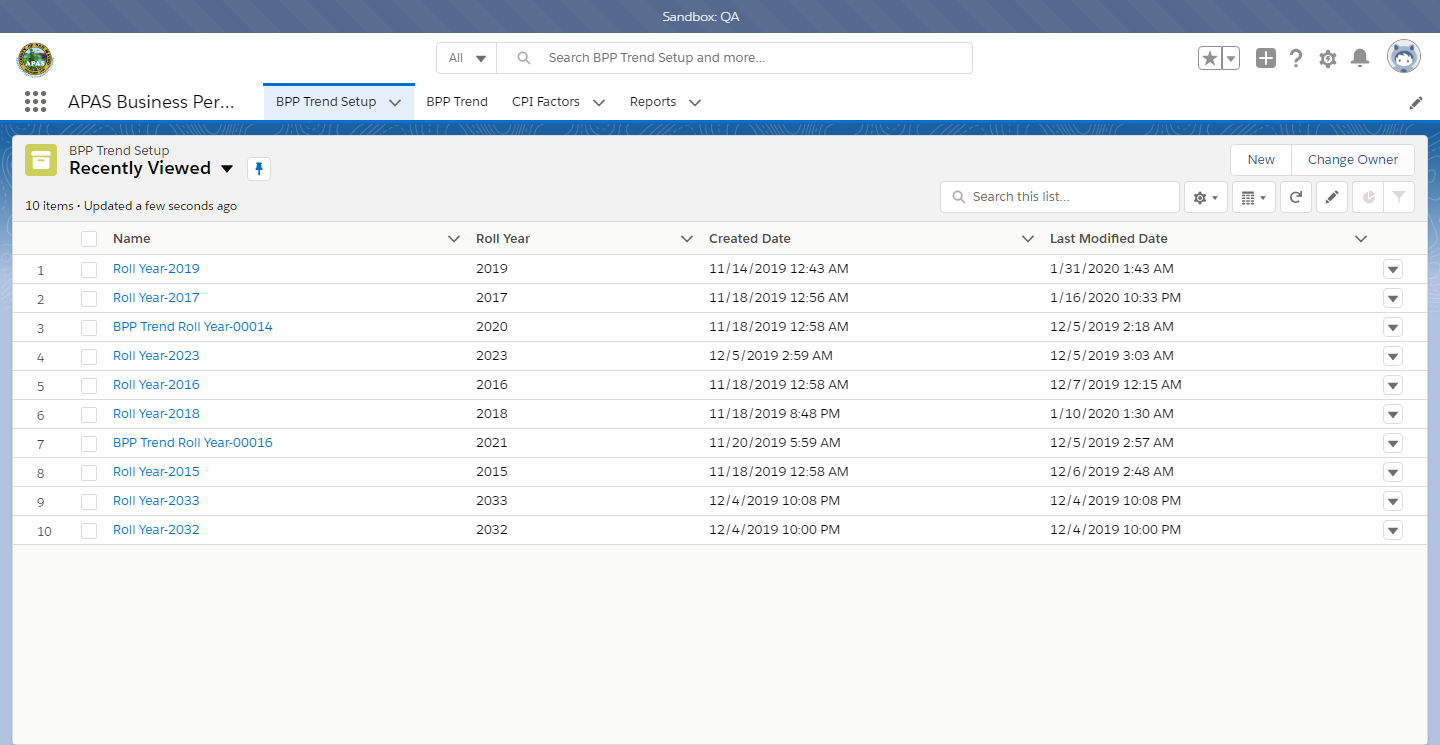 Sandbox: QA
APAS
All
Search BPP Trend Setup and more...
APAS Business Per...
BPP Trend Setup
BPP Trend
CPI Factors
Reports
BPP Trend Setup
Recently Viewed
New
Change Owner
10 items • Updated a few seconds ago
Search this list...
Name Roll Year Created Date Last Modified Date
1 Roll Year-2019 2019 11/14/2019 12:43 AM 1/31/2020 1:43 AM
2 Roll Year-2017 2017 11/18/2019 12:56 AM 1/16/2020 10:33 PM
3 BPP Trend Roll Year-00014 2020 11/18/2019 12:58 AM 12/5/2019 2:18 AM
4 Roll Year-2023 2023 12/5/2019 2:59 AM 12/5/2019 3:03 AM
5 Roll Year-2016 2016 11/18/2019 12:58 AM 12/7/2019 12:15 AM
6 Roll Year-2018 2018 11/18/2019 8:48 PM 1/10/2020 1:30 AM
7 BPP Trend Roll Year-00016 2021 11/20/2019 5:59 AM 12/5/2019 2:57 AM
8 Roll Year-2015 2015 11/18/2019 12:58 AM 12/6/2019 2:48 AM
9 Roll Year-2033 2033 12/4/2019 10:08 PM 12/4/2019 10:08 PM
10 Roll Year-2032 2032 12/4/2019 10:00 PM 12/4/2019 10:00 PM